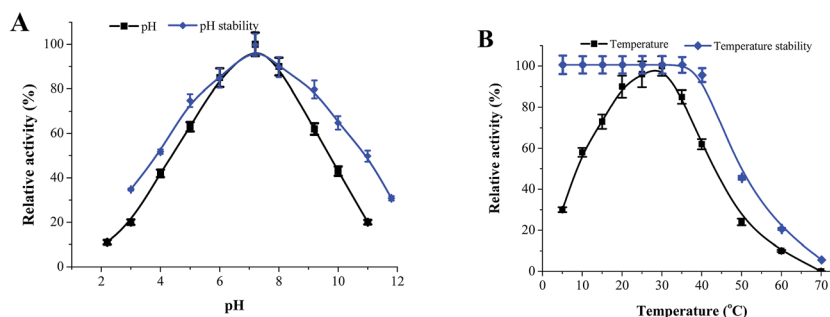 A
pH
pH stability
Relative activity (%)
100
80
60
40
20
0
2
4
6
8
10
12
pH
B
Temperature
Temperature stability
Relative activity (%)
100
80
60
40
20
0
0
10
20
30
40
50
60
70
Temperature (°C)